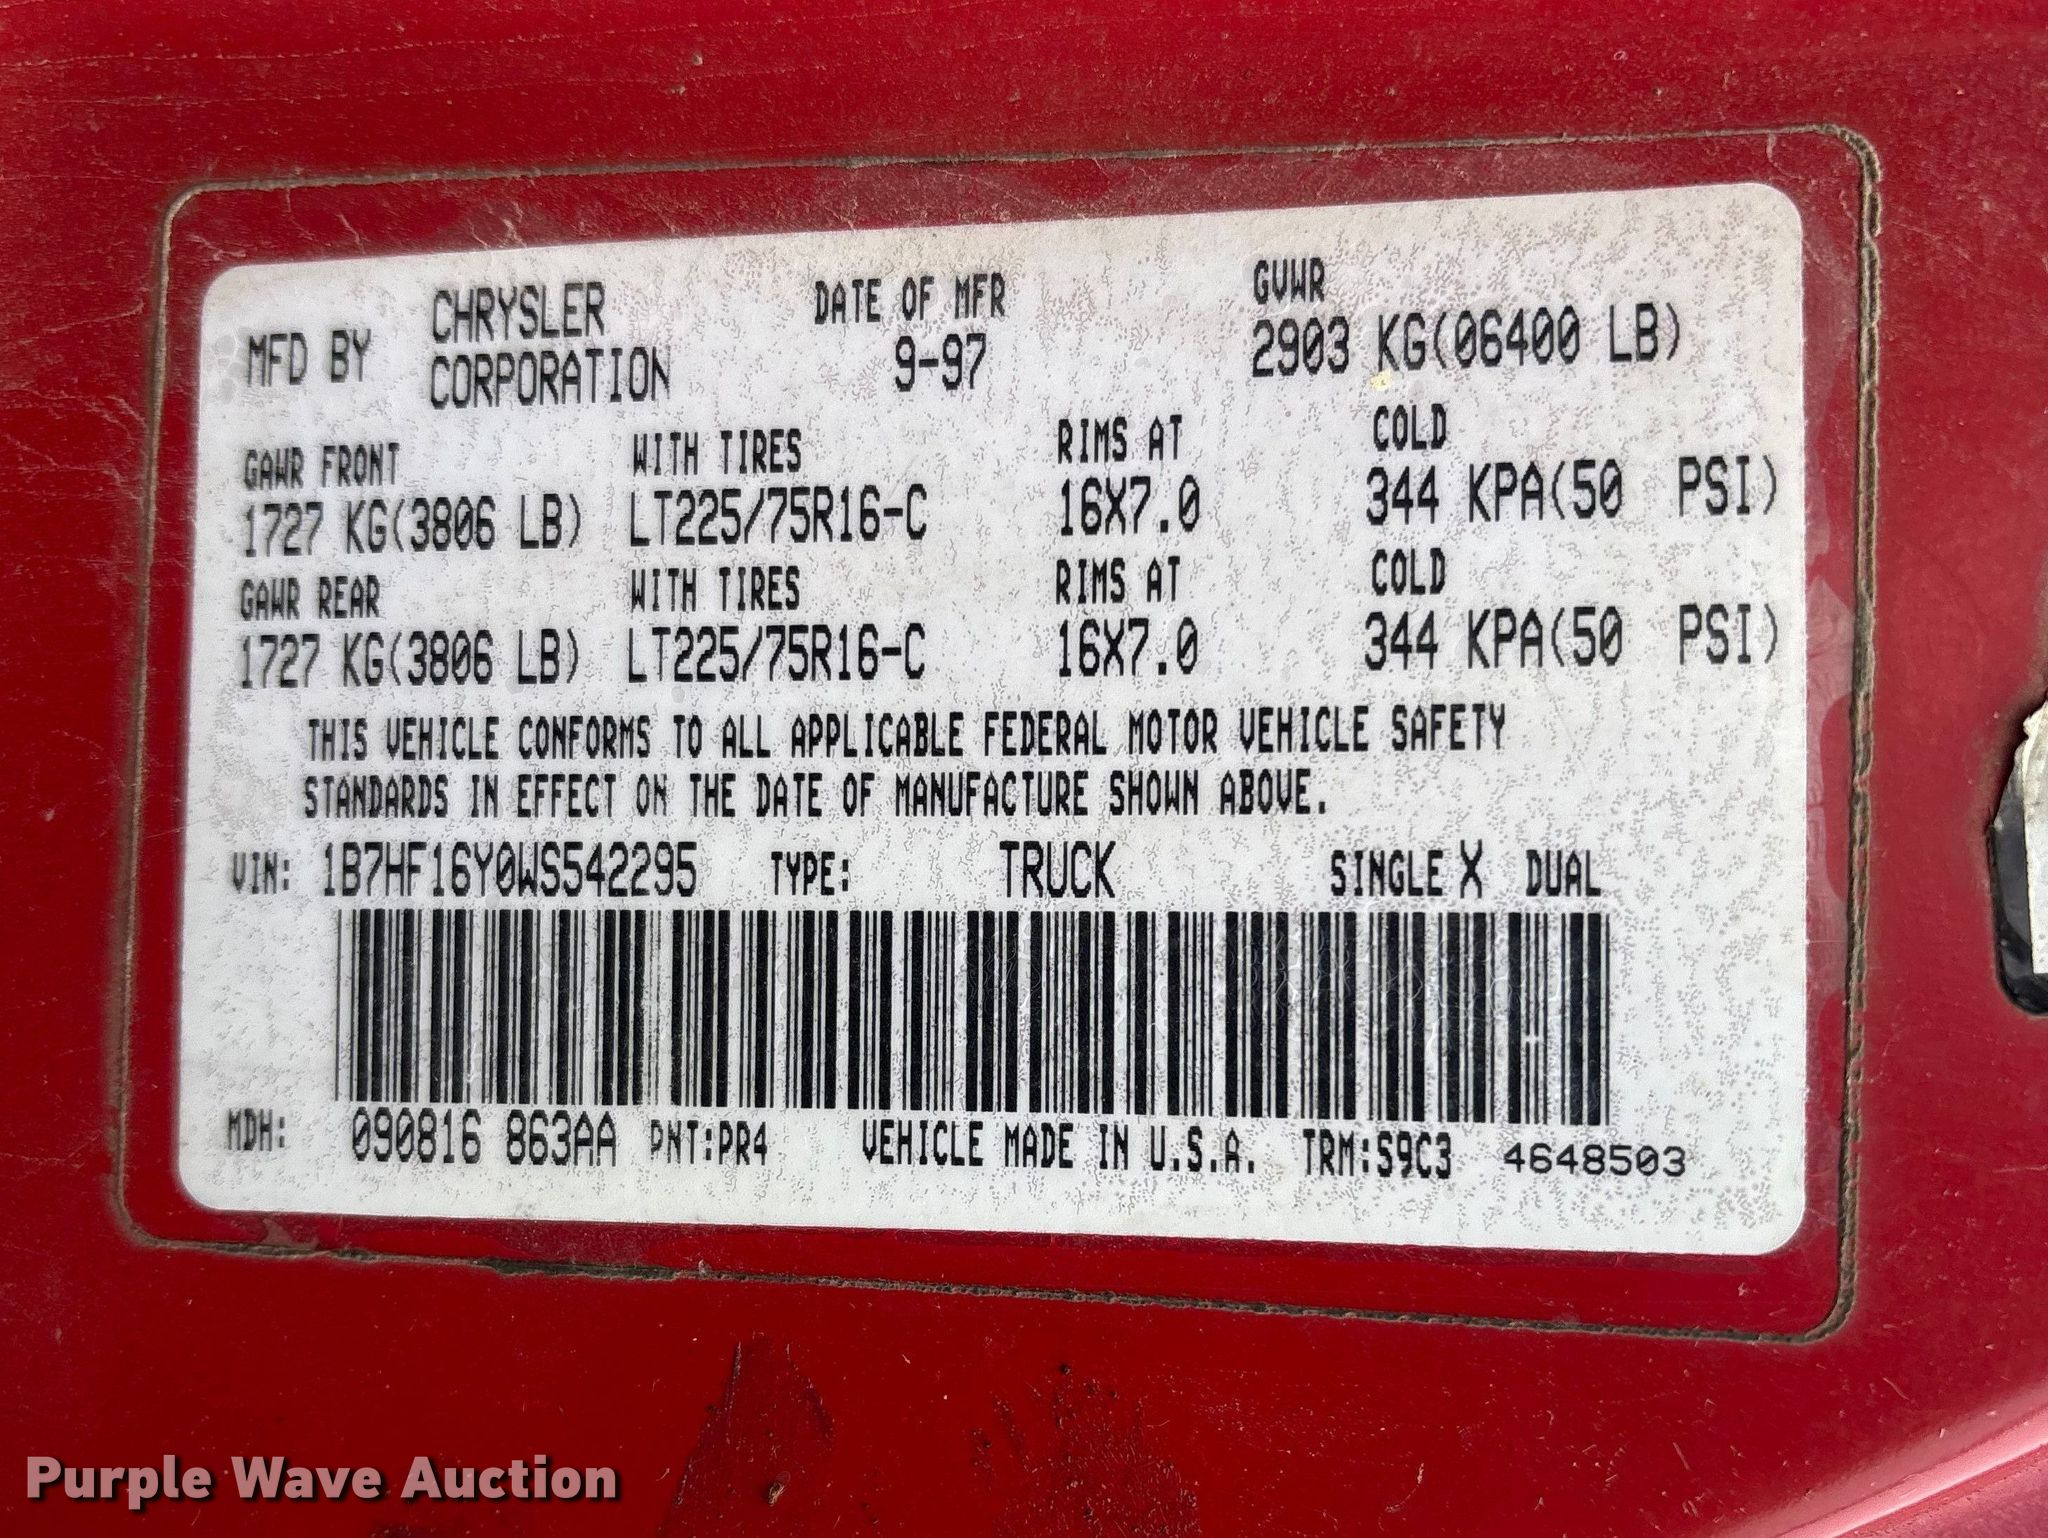 MFD BY CHRYSLER CORPORATION DATE OF MFR 9-97 GVWR 2903 KG(06400 LB)
GAWR FRONT WITH TIRES RIMS AT COLD
1727 KG(3806 LB) LT225/75R16-C 16X7.0 344 KPA(50 PSI)
GAWR REAR WITH TIRES RIMS AT COLD
1727 KG(3806 LB) LT225/75R16-C 16X7.0 344 KPA(50 PSI)
THIS VEHICLE CONFORMS TO ALL APPLICABLE FEDERAL MOTOR VEHICLE SAFETY
STANDARDS IN EFFECT ON THE DATE OF MANUFACTURE SHOWN ABOVE.
VIN: 1B7HF16Y0WS542295 TYPE: TRUCK SINGLE X DUAL
MDH: 090816 863AA PNT:PR4 VEHICLE MADE IN U.S.A. TRM:S9C3 4648503
Purple Wave Auction